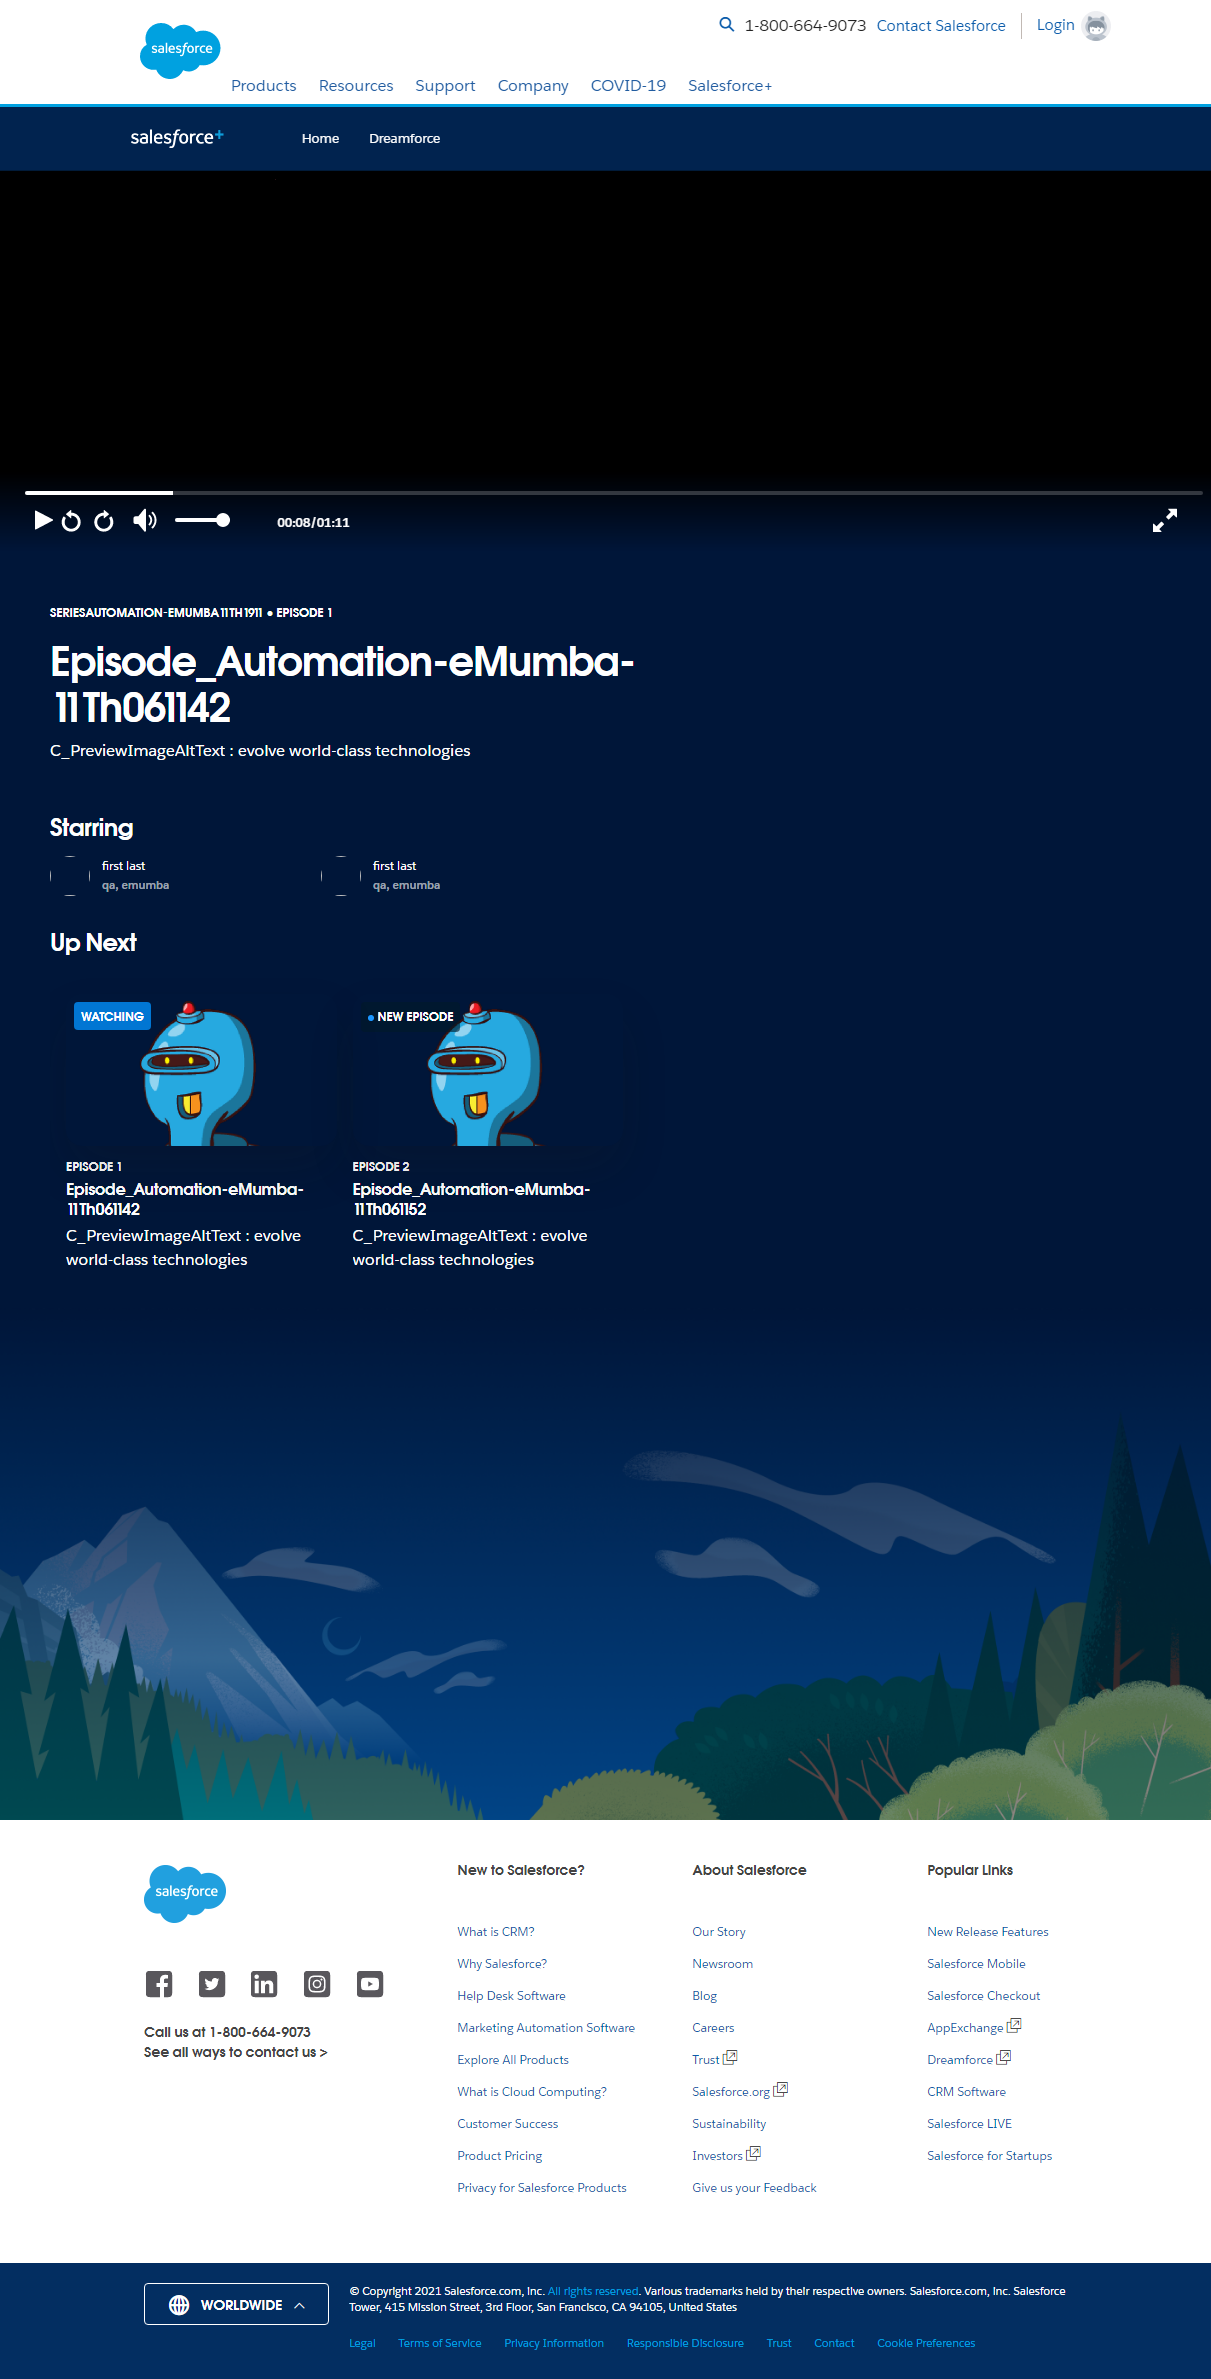 1-800-664-9073 Contact Salesforce Login
salesforce
Products Resources Support Company COVID-19 Salesforce+
salesforce+ Home Dreamforce
00:08/01:11
SERIESAUTOMATION-EMUMBA11TH1911 ● EPISODE 1
Episode_Automation-eMumba-
11Th061142
C_PreviewImageAltText : evolve world-class technologies
Starring
first last first last
qa, emumba qa, emumba
Up Next
WATCHING ● NEW EPISODE
EPISODE 1
Episode_Automation-eMumba-
11Th061142
C_PreviewImageAltText : evolve
world-class technologies
EPISODE 2
Episode_Automation-eMumba-
11Th061152
C_PreviewImageAltText : evolve
world-class technologies
salesforce
Call us at 1-800-664-9073
See all ways to contact us >
New to Salesforce?
What is CRM?
Why Salesforce?
Help Desk Software
Marketing Automation Software
Explore All Products
What is Cloud Computing?
Customer Success
Product Pricing
Privacy for Salesforce Products
About Salesforce
Our Story
Newsroom
Blog
Careers
Trust
Salesforce.org
Sustainability
Investors
Give us your Feedback
Popular Links
New Release Features
Salesforce Mobile
Salesforce Checkout
AppExchange
Dreamforce
CRM Software
Salesforce LIVE
Salesforce for Startups
WORLDWIDE
© Copyright 2021 Salesforce.com, Inc. All rights reserved. Various trademarks held by their respective owners. Salesforce.com, Inc. Salesforce
Tower, 415 Mission Street, 3rd Floor, San Francisco, CA 94105, United States
Legal Terms of Service Privacy Information Responsible Disclosure Trust Contact Cookie Preferences